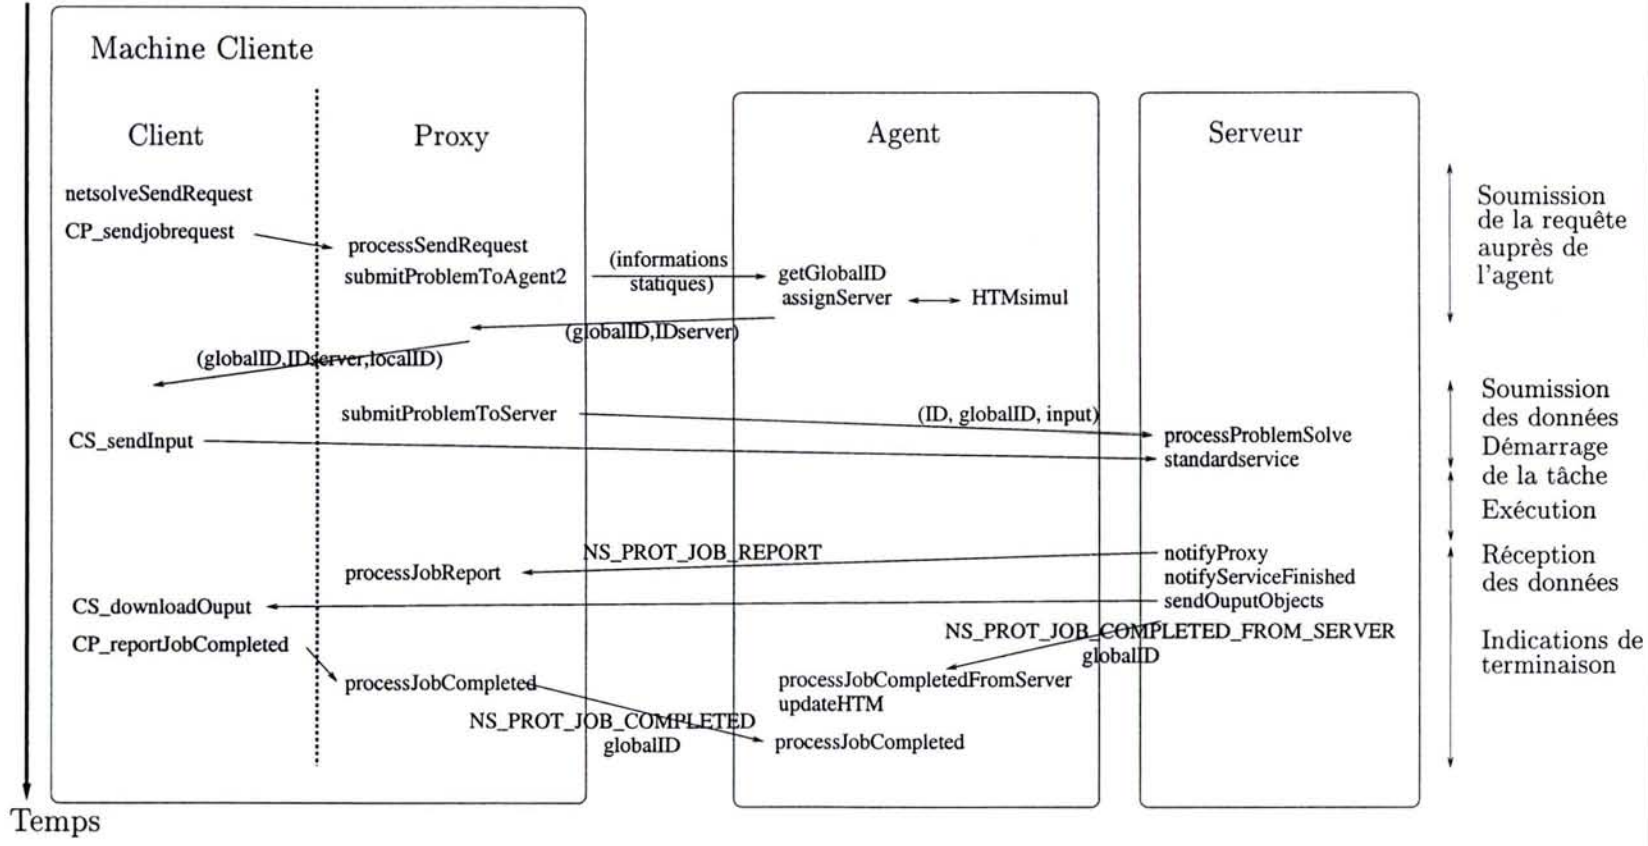 Machine Cliente
Client
Proxy
Agent
Serveur
netsolveSendRequest
CP_sendjobrequest
processSendRequest
submitProblemToAgent2
(informations
statiques)
getGlobalID
assignServer
HTMsimul
Soumission
de la requête
auprès de
l'agent
(globalID,IDserver)
(globalID,IDserver,localID)
submitProblemToServer
(ID, globalID, input)
CS_sendInput
processProblemSolve
standardservice
Soumission
des données
Démarrage
de la tâche
Exécution
NS_PROT_JOB_REPORT
notifyProxy
processJobReport
notifyServiceFinished
CS_downloadOuput
sendOuputObjects
Réception
des données
CP_reportJobCompleted
NS_PROT_JOB_COMPLETED_FROM_SERVER
globalID
Indications de
terminaison
processJobCompleted
processJobCompletedFromServer
updateHTM
NS_PROT_JOB_COMPLETED
globalID
processJobCompleted
Temps